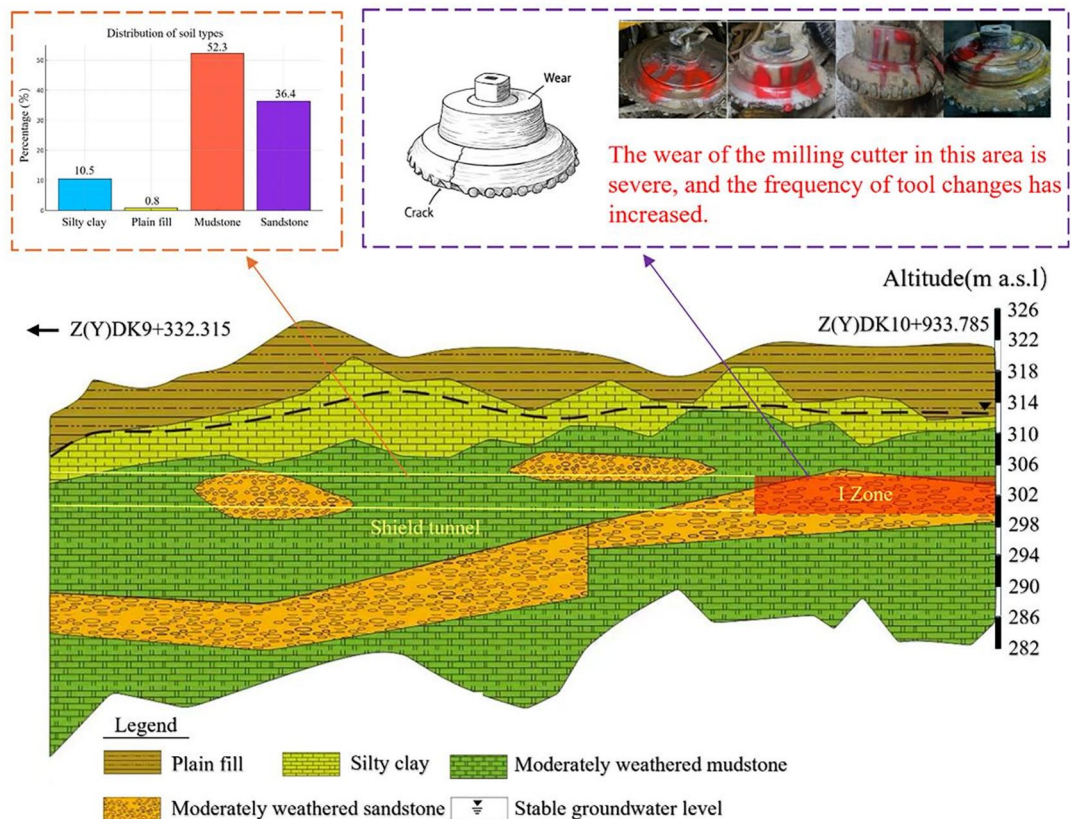 Distribution of soil types
Percentage (%)
50
40
30
20
10
0
10.5
0.8
52.3
36.4
Silty clay
Plain fill
Mudstone
Sandstone
Wear
Crack
The wear of the milling cutter in this area is
severe, and the frequency of tool changes has
increased.
Altitude(m a.s.l)
Z(Y)DK9+332.315
Z(Y)DK10+933.785
326
322
318
314
310
306
302
298
294
290
286
282
I Zone
Shield tunnel
Legend
Plain fill
Silty clay
Moderately weathered mudstone
Moderately weathered sandstone
Stable groundwater level